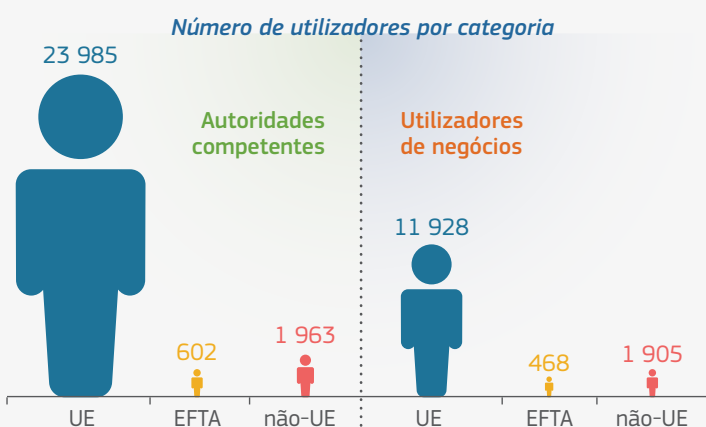 Número de utilizadores por categoria
23 985
Autoridades
competentes
602
1 963
UE
EFTA
não-UE
Utilizadores
de negócios
11 928
468
1 905
UE
EFTA
não-UE